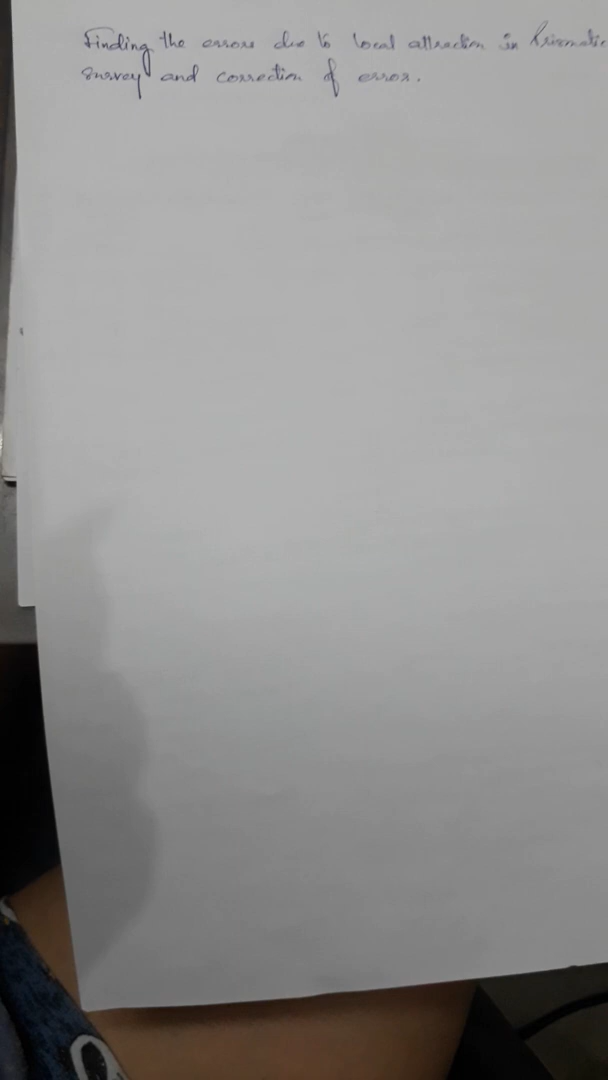 Finding the errors due to local attraction in Prismatic
survey and correction of error.